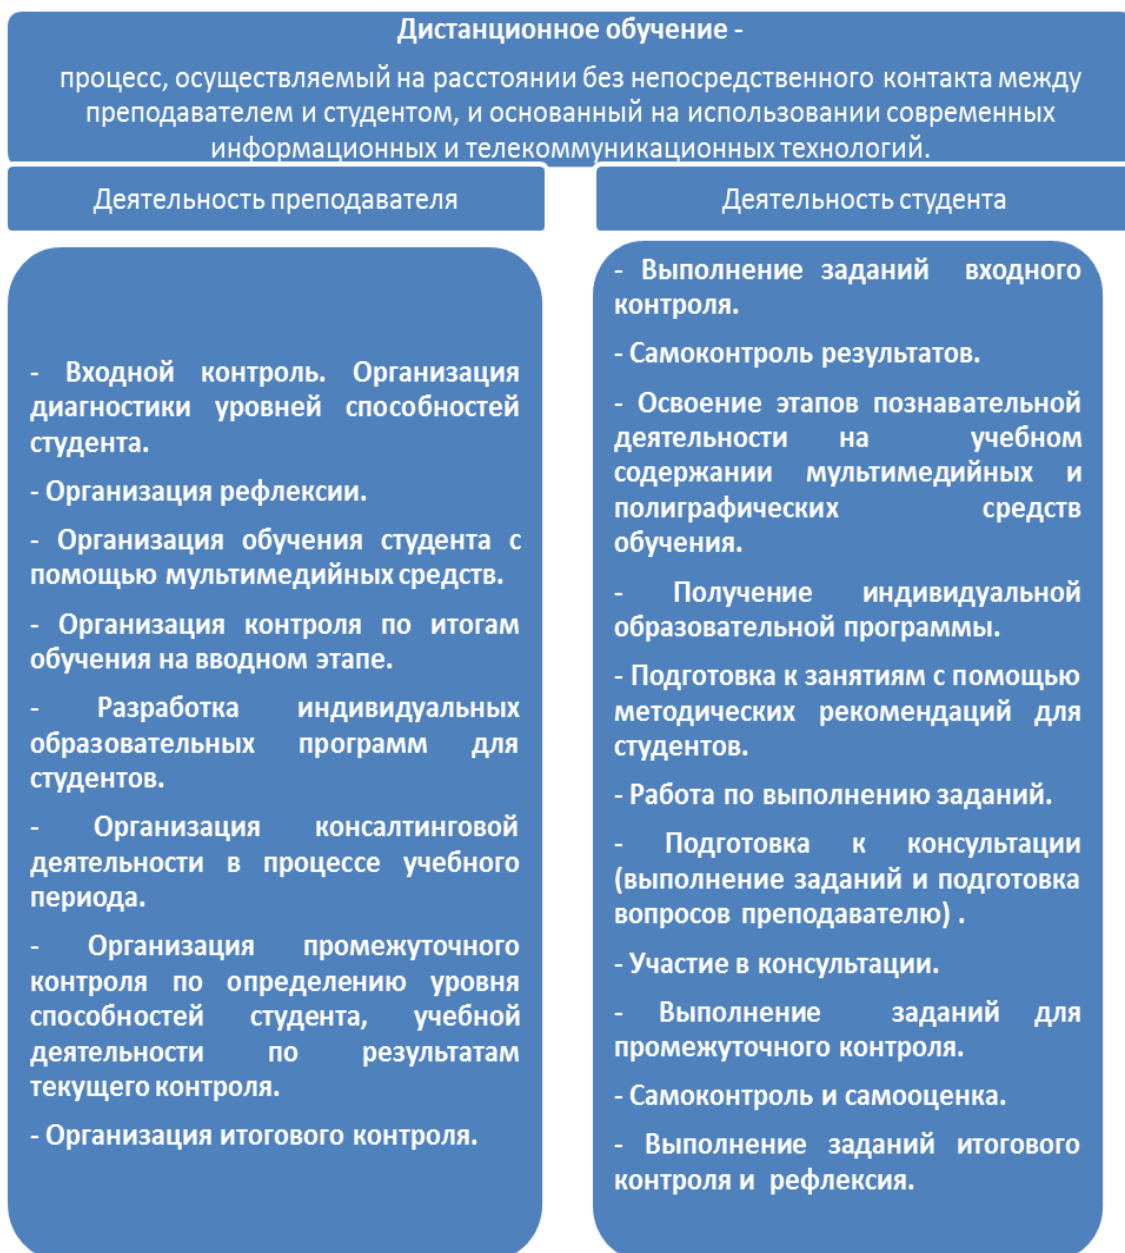 Дистанционное обучение -
процесс, осуществляемый на расстоянии без непосредственного контакта между
преподавателем и студентом, и основанный на использовании современных
информационных и телекоммуникационных технологий.
Деятельность преподавателя
- Входной контроль. Организация
диагностики уровней способностей
студента.
- Организация рефлексии.
- Организация обучения студента с
помощью мультимедийных средств.
- Организация контроля по итогам
обучения на вводном этапе.
- Разработка индивидуальных
образовательных программ для
студентов.
- Организация консалтинговой
деятельности в процессе учебного
периода.
- Организация промежуточного
контроля по определению уровня
способностей студента, учебной
деятельности по результатам
текущего контроля.
- Организация итогового контроля.
Деятельность студента
- Выполнение заданий входного
контроля.
- Самоконтроль результатов.
- Освоение этапов познавательной
деятельности на учебном
содержании мультимедийных и
полиграфических средств
обучения.
- Получение индивидуальной
образовательной программы.
- Подготовка к занятиям с помощью
методических рекомендаций для
студентов.
- Работа по выполнению заданий.
- Подготовка к консультации
(выполнение заданий и подготовка
вопросов преподавателю) .
- Участие в консультации.
- Выполнение заданий для
промежуточного контроля.
- Самоконтроль и самооценка.
- Выполнение заданий итогового
контроля и рефлексия.